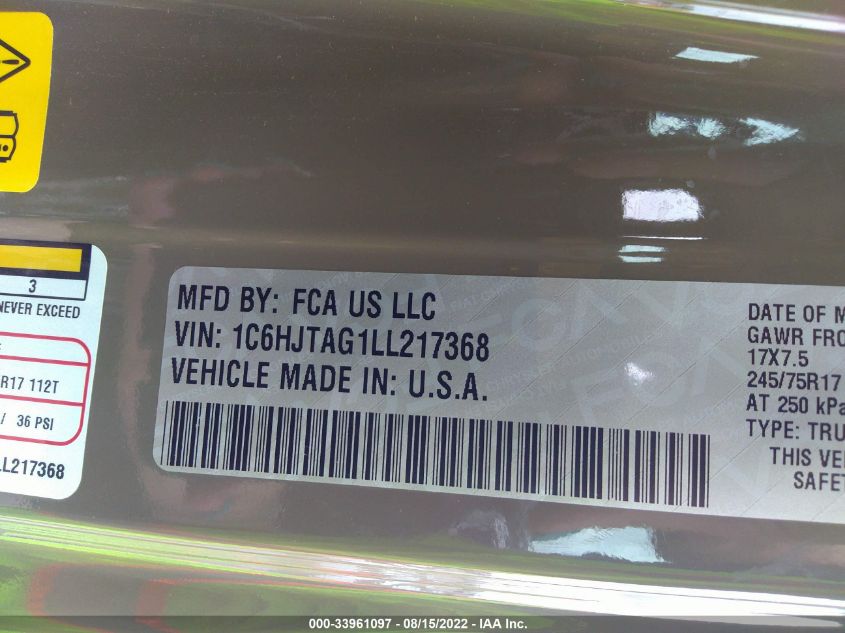 3
NEVER EXCEED
R17 112T
/ 36 PSI
LL217368
MFD BY: FCA US LLC
VIN: 1C6HJTAG1LL217368
VEHICLE MADE IN: U.S.A.
DATE OF M
GAWR FRO
17X7.5
245/75R17
AT 250 kPa
TYPE: TRU
THIS VE
SAFET
000-33961097 - 08/15/2022 - IAA Inc.